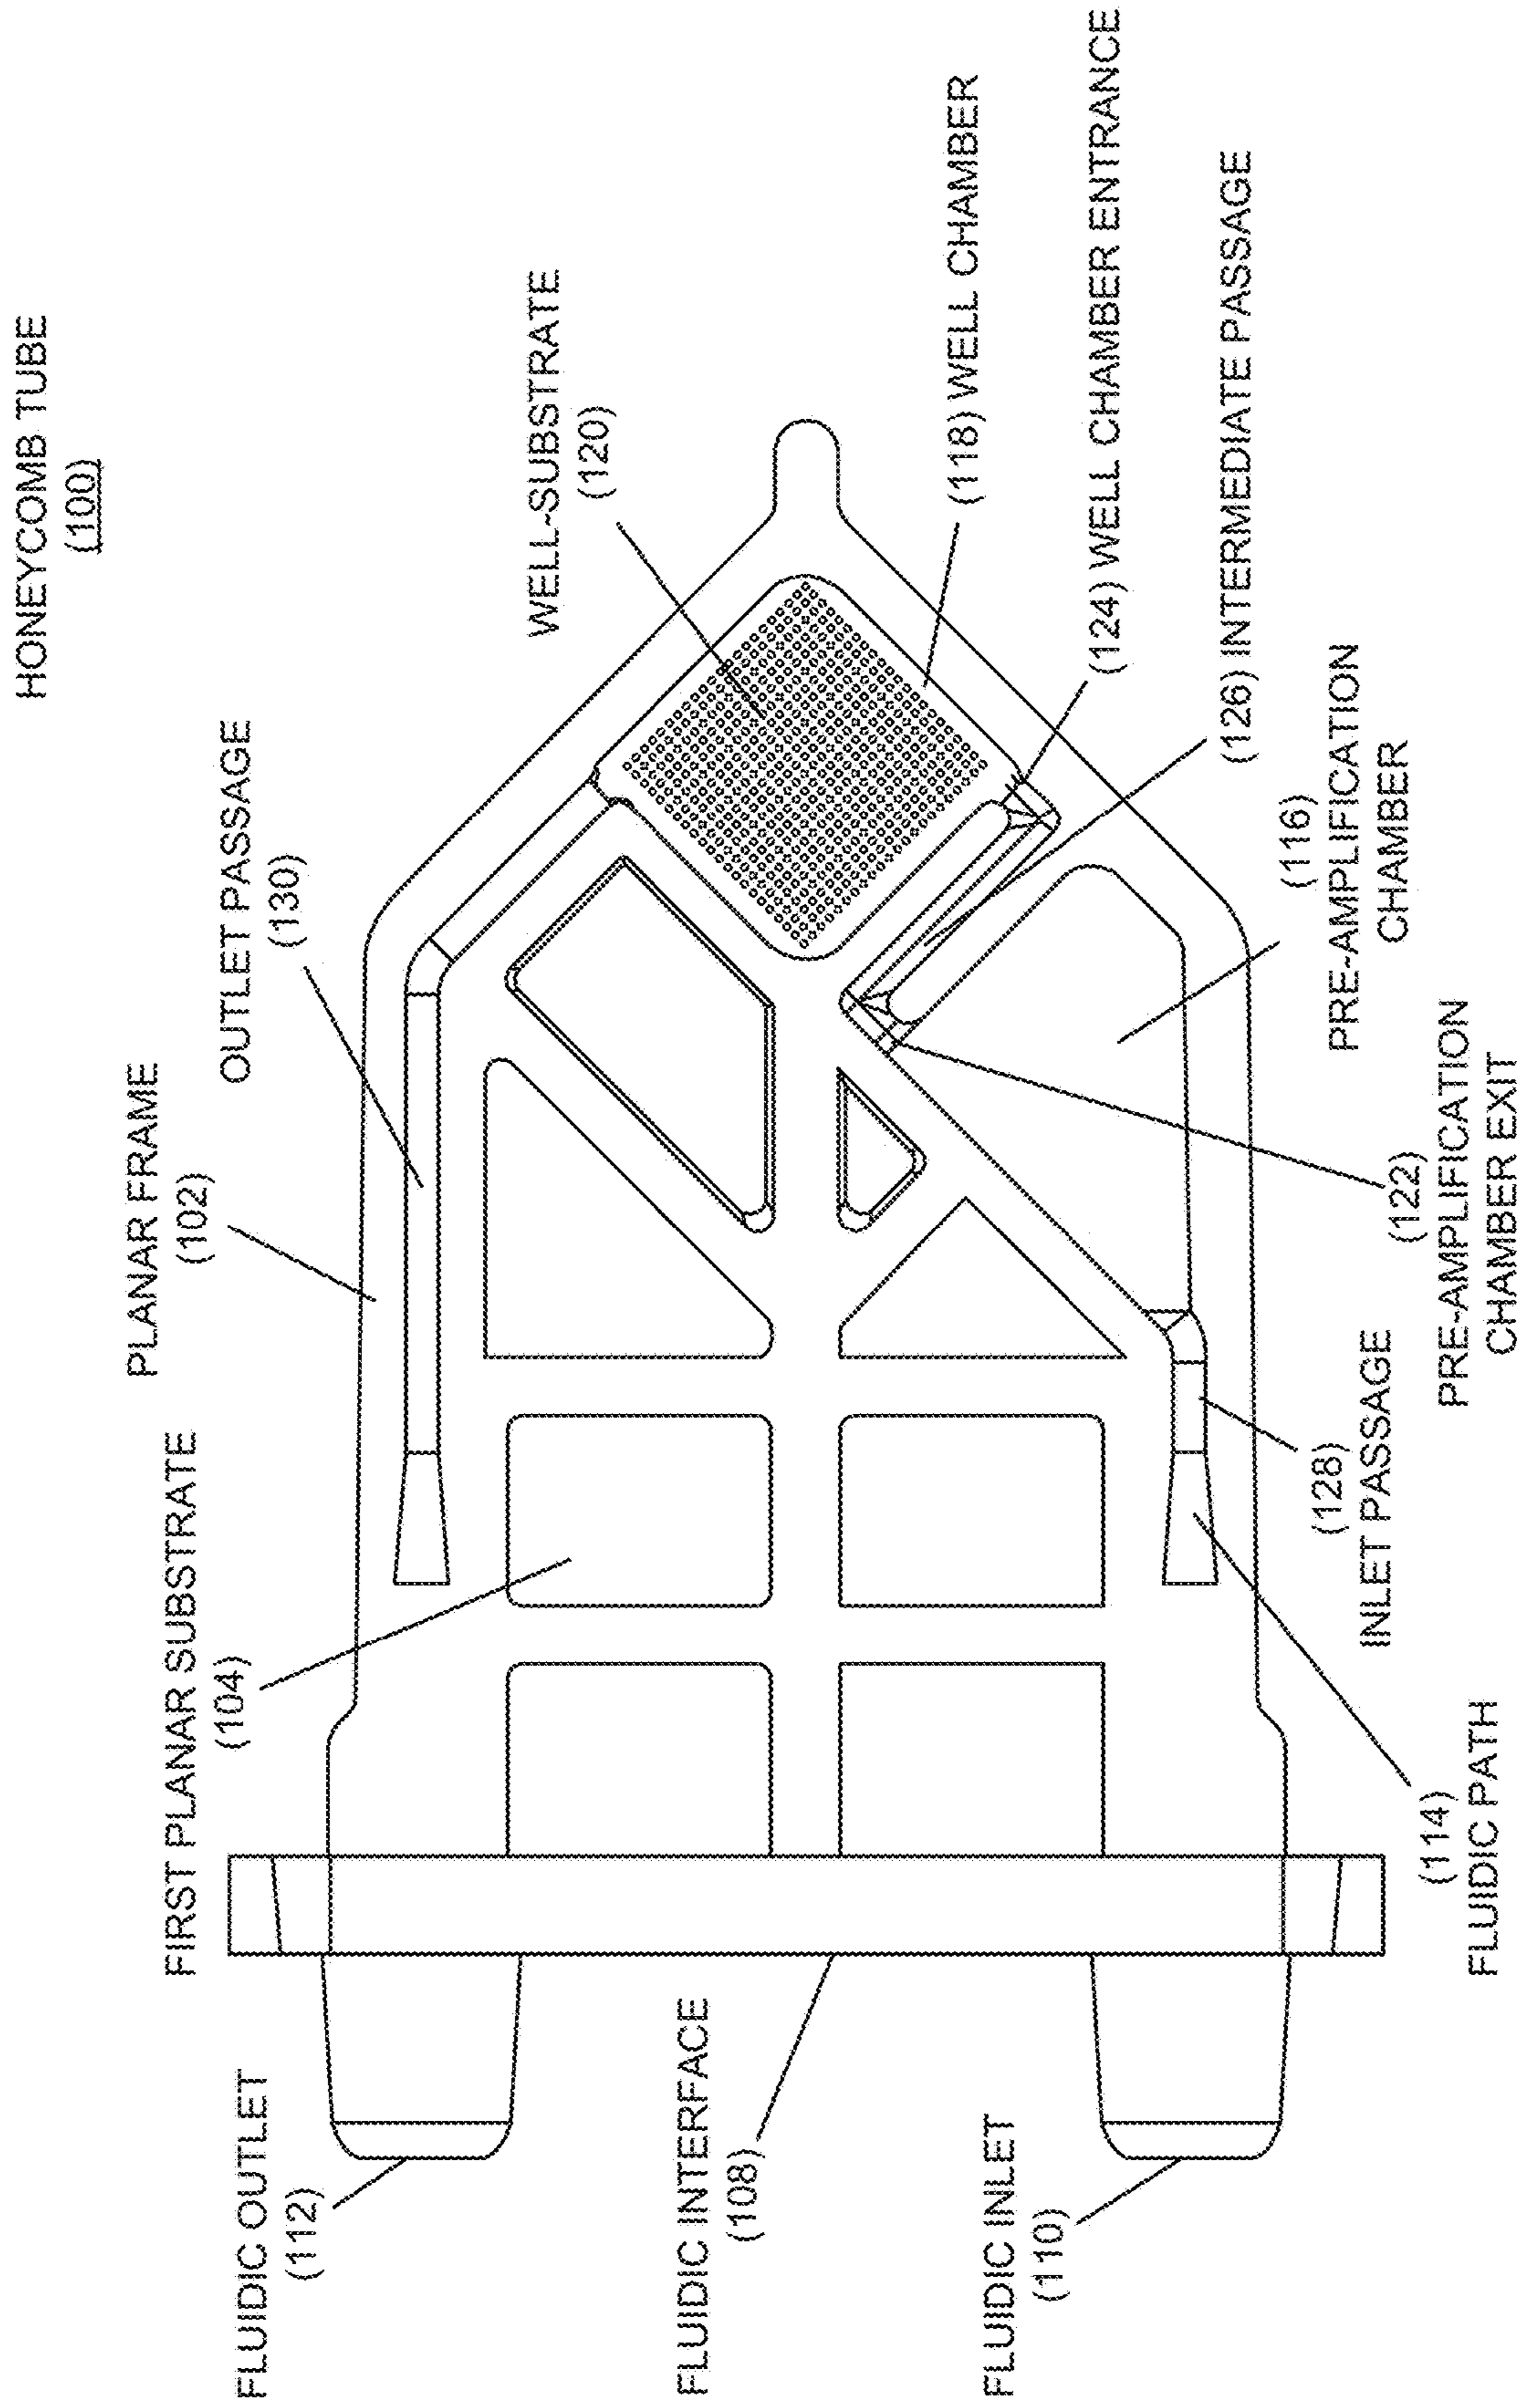 HONEYCOMB TUBE
(100)
WELL-SUBSTRATE
(120)
(118) WELL CHAMBER
(124) WELL CHAMBER ENTRANCE
(126) INTERMEDIATE PASSAGE
(116)
PRE-AMPLIFICATION
CHAMBER
OUTLET PASSAGE
(130)
PLANAR FRAME
(102)
(122)
PRE-AMPLIFICATION
CHAMBER EXIT
FIRST PLANAR SUBSTRATE
(104)
(128)
INLET PASSAGE
(114)
FLUIDIC PATH
FLUIDIC OUTLET
(112)
FLUIDIC INTERFACE
(108)
FLUIDIC INLET
(110)